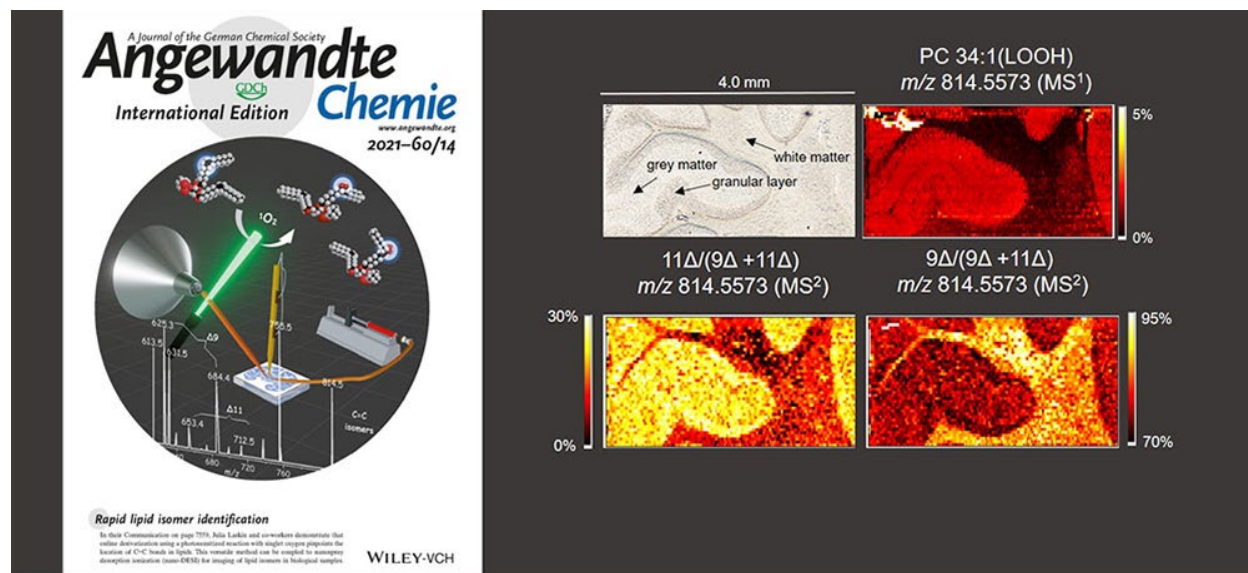 A Journal of the German Chemical Society
Angewandte
GDCh
International Edition
Chemie
www.angewandte.org
2021–60/14
¹O₂
625.3
Δ9
613.5
631.5
755.5
684.4
814.5
Δ11
653.4
712.5
C=C
isomers
680
720
760
m/z
Rapid lipid isomer identification
In their Communication on page 7559, Julia Laskin and co-workers demonstrate that
online derivatization using a photosensitized reaction with singlet oxygen pinpoints the
location of C=C bonds in lipids. This versatile method can be coupled to nanospray
desorption ionization (nano-DESI) for imaging of lipid isomers in biological samples.
WILEY-VCH
4.0 mm
grey matter
white matter
granular layer
PC 34:1(LOOH)
m/z 814.5573 (MS¹)
5%
0%
11Δ/(9Δ +11Δ)
m/z 814.5573 (MS²)
30%
0%
9Δ/(9Δ +11Δ)
m/z 814.5573 (MS²)
95%
70%